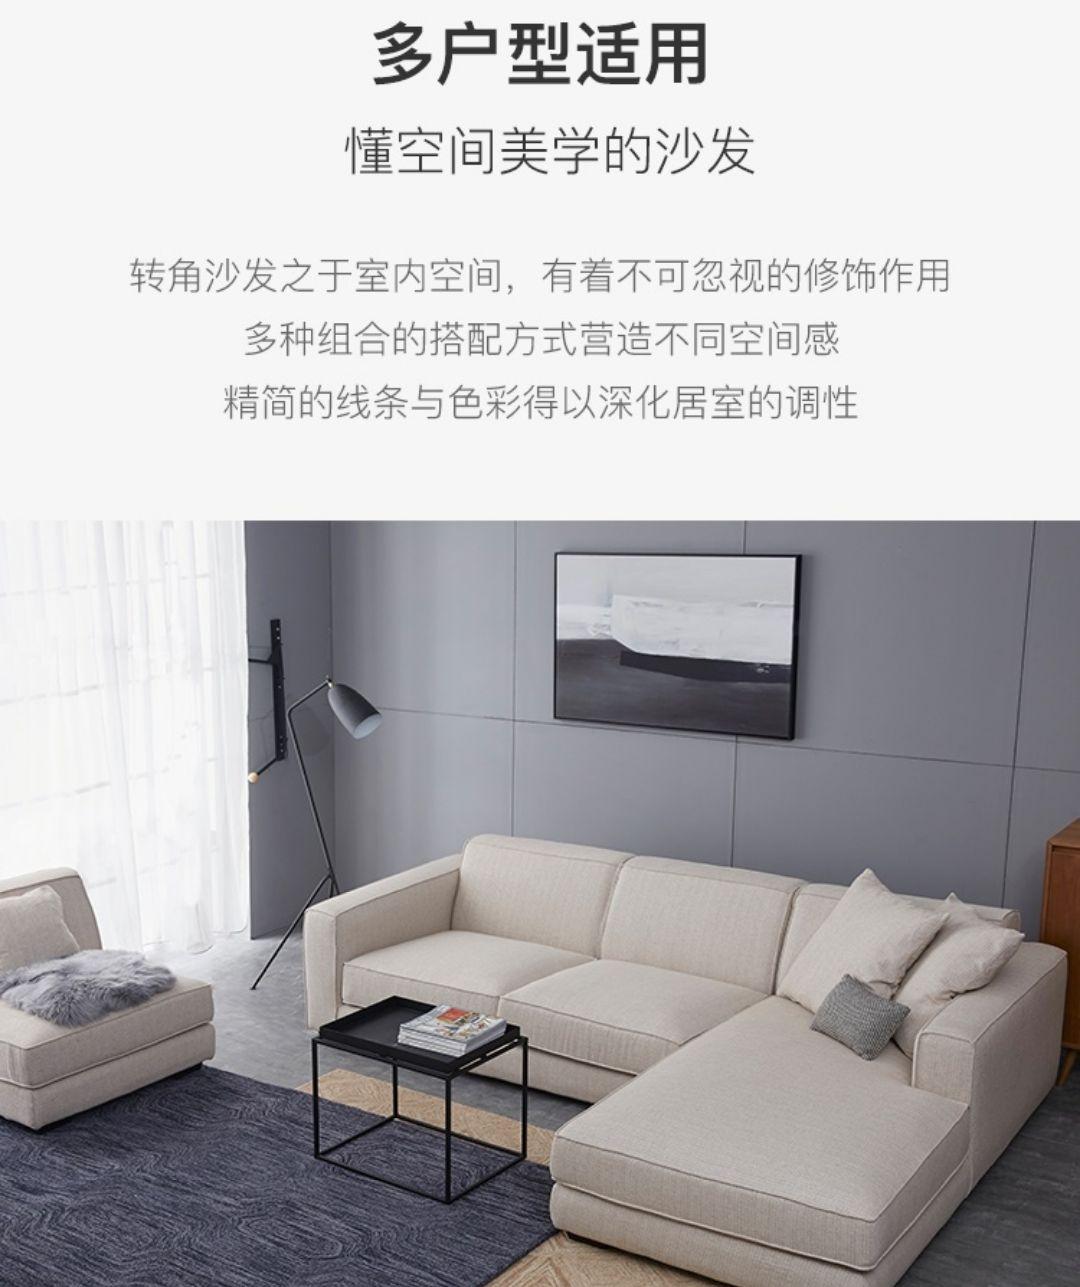 多户型适用
懂空间美学的沙发
转角沙发之于室内空间，有着不可忽视的修饰作用
多种组合的搭配方式营造不同空间感
精简的线条与色彩得以深化居室的调性